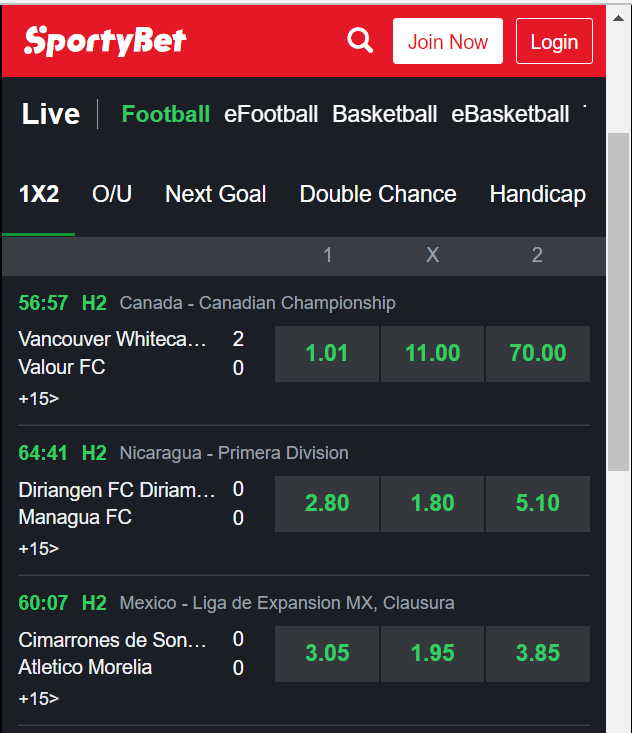 SportyBet Join Now Login
Live Football eFootball Basketball eBasketball
1X2 O/U Next Goal Double Chance Handicap
1 X 2
56:57 H2 Canada - Canadian Championship
Vancouver Whiteca... 2
Valour FC 0
1.01 11.00 70.00
+15>
64:41 H2 Nicaragua - Primera Division
Diriangen FC Diriam... 0
Managua FC 0
2.80 1.80 5.10
+15>
60:07 H2 Mexico - Liga de Expansion MX, Clausura
Cimarrones de Son... 0
Atletico Morelia 0
3.05 1.95 3.85
+15>